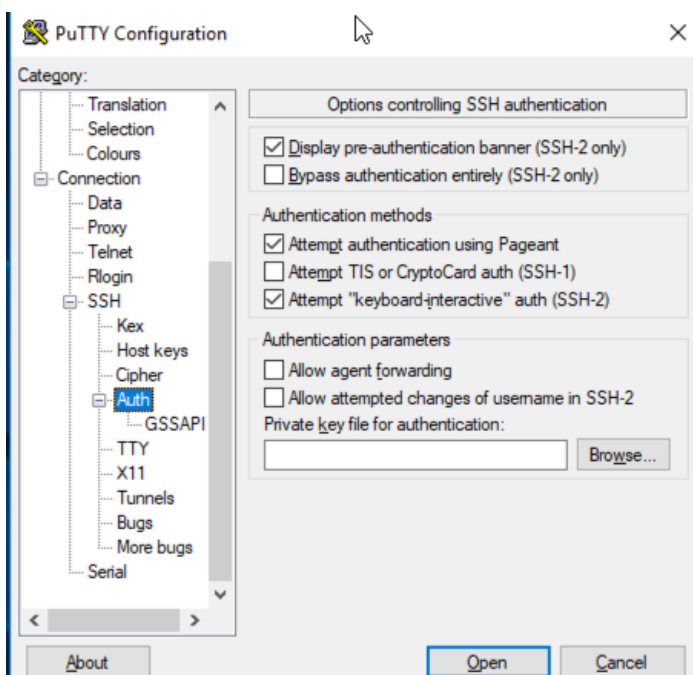 PuTTY Configuration
Category:
Translation
Selection
Colours
Connection
Data
Proxy
Telnet
Rlogin
SSH
Kex
Host keys
Cipher
Auth
GSSAPI
TTY
X11
Tunnels
Bugs
More bugs
Serial
Options controlling SSH authentication
Display pre-authentication banner (SSH-2 only)
Bypass authentication entirely (SSH-2 only)
Authentication methods
Attempt authentication using Pageant
Attempt TIS or CryptoCard auth (SSH-1)
Attempt "keyboard-interactive" auth (SSH-2)
Authentication parameters
Allow agent forwarding
Allow attempted changes of username in SSH-2
Private key file for authentication:
Browse...
About
Open
Cancel